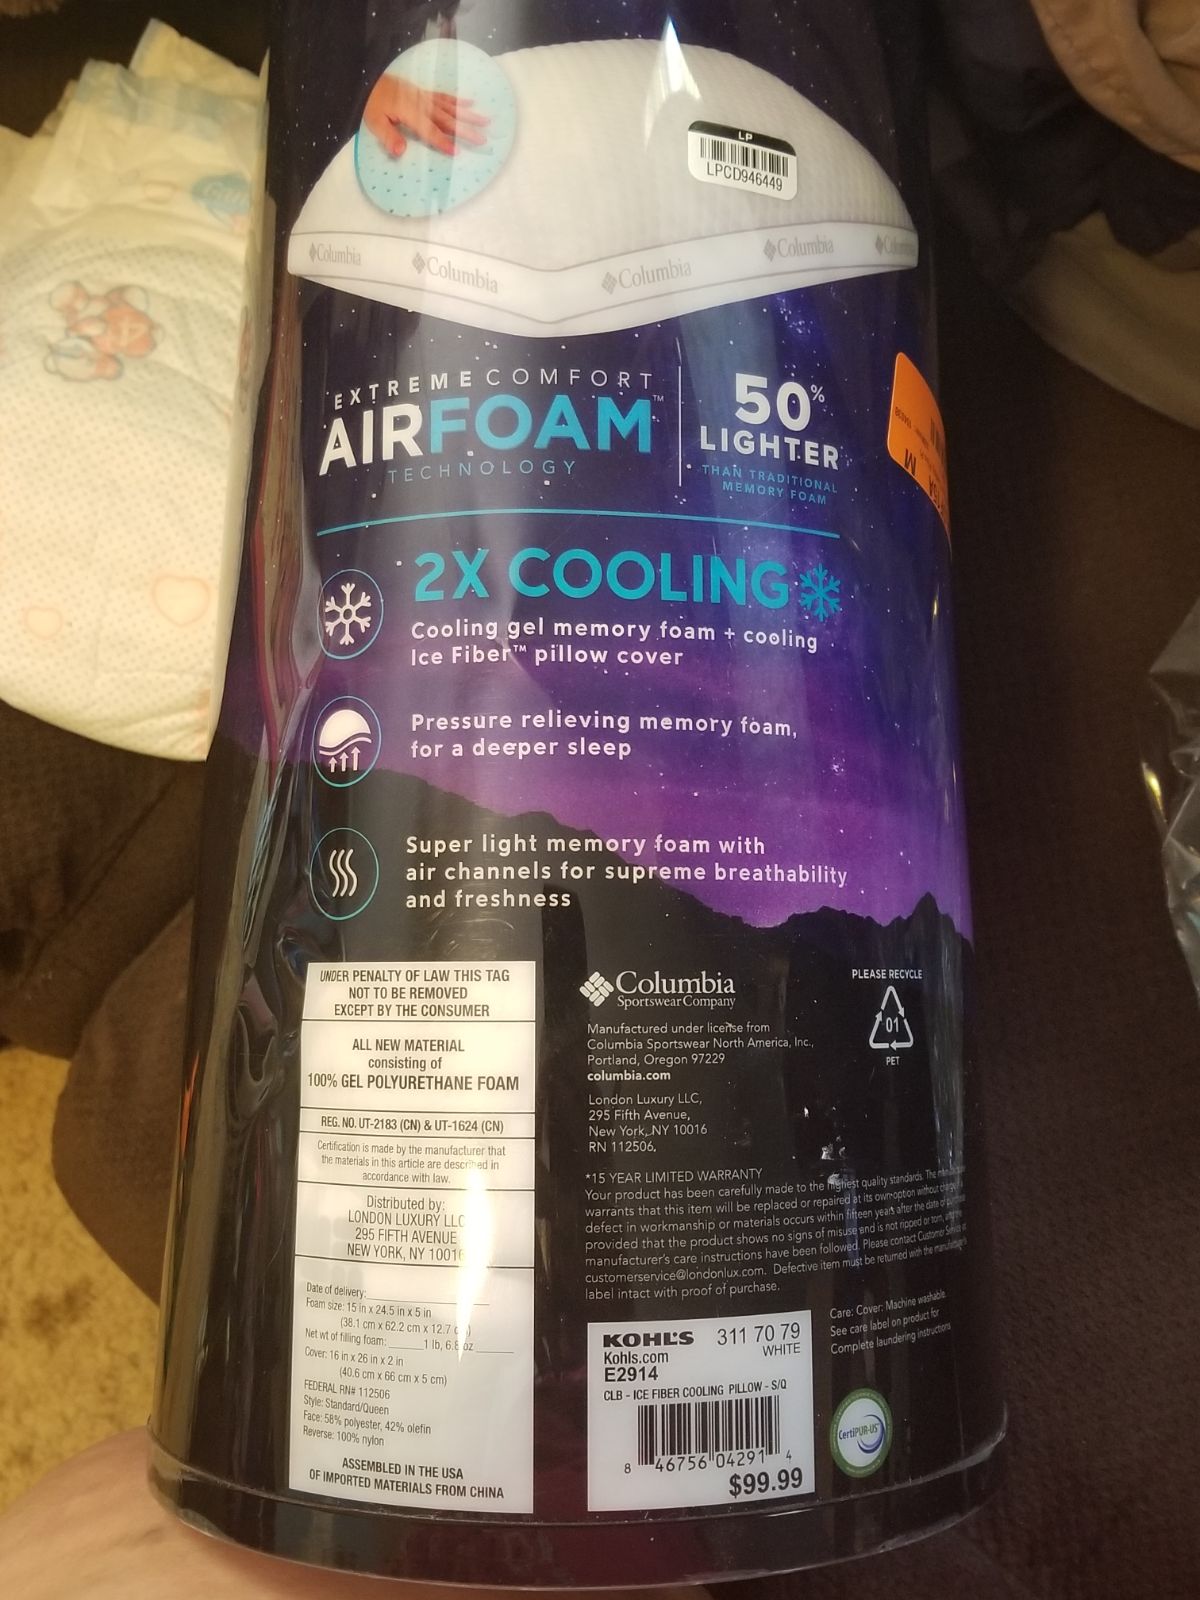 LP
LPCD946449
Columbia
Columbia
Columbia
Columbia
EXTREME COMFORT
AIRFOAM™
TECHNOLOGY
50%
LIGHTER
THAN TRADITIONAL
MEMORY FOAM
M
2X COOLING
Cooling gel memory foam + cooling
Ice Fiber™ pillow cover
Pressure relieving memory foam,
for a deeper sleep
Super light memory foam with
air channels for supreme breathability
and freshness
UNDER PENALTY OF LAW THIS TAG
NOT TO BE REMOVED
EXCEPT BY THE CONSUMER
ALL NEW MATERIAL
consisting of
100% GEL POLYURETHANE FOAM
REG. NO. UT-2183 (CN) & UT-1624 (CN)
Certification is made by the manufacturer that
the materials in this article are described in
accordance with law.
Distributed by:
LONDON LUXURY LLC
295 FIFTH AVENUE
NEW YORK, NY 10016
Date of delivery:
Foam size: 15 in x 24.5 in x 5 in
(38.1 cm x 62.2 cm x 12.7
Net wt of filling foam: 1 lb, 6.8 oz
Cover: 16 in x 26 in x 2 in
(40.6 cm x 66 cm x 5 cm)
FEDERAL RN# 112506
Style: Standard/Queen
Face: 58% polyester, 42% olefin
Reverse: 100% nylon
ASSEMBLED IN THE USA
OF IMPORTED MATERIALS FROM CHINA
Columbia
Sportswear Company
Manufactured under license from
Columbia Sportswear North America, Inc.,
Portland, Oregon 97229
columbia.com
London Luxury LLC,
295 Fifth Avenue,
New York, NY 10016
RN 112506.
PLEASE RECYCLE
01
PET
*15 YEAR LIMITED WARRANTY
Your product has been carefully made to the highest quality standards. The
warrants that this item will be replaced or repaired at its own option without charge
defect in workmanship or materials occurs within fifteen years after the date of
provided that the product shows no signs of misuse and is not ripped or torn,
manufacturer's care instructions have been followed. Please contact Customer Service
customerservice@londonlux.com. Defective item must be returned with the
label intact with proof of purchase.
KOHL'S 311 70 79
Kohls.com WHITE
E2914
CLB - ICE FIBER COOLING PILLOW - S/Q
8 46756 04291 4
$99.99
Care: Cover: Machine washable.
See care label on product for
Complete laundering instructions
CertiPUR-US